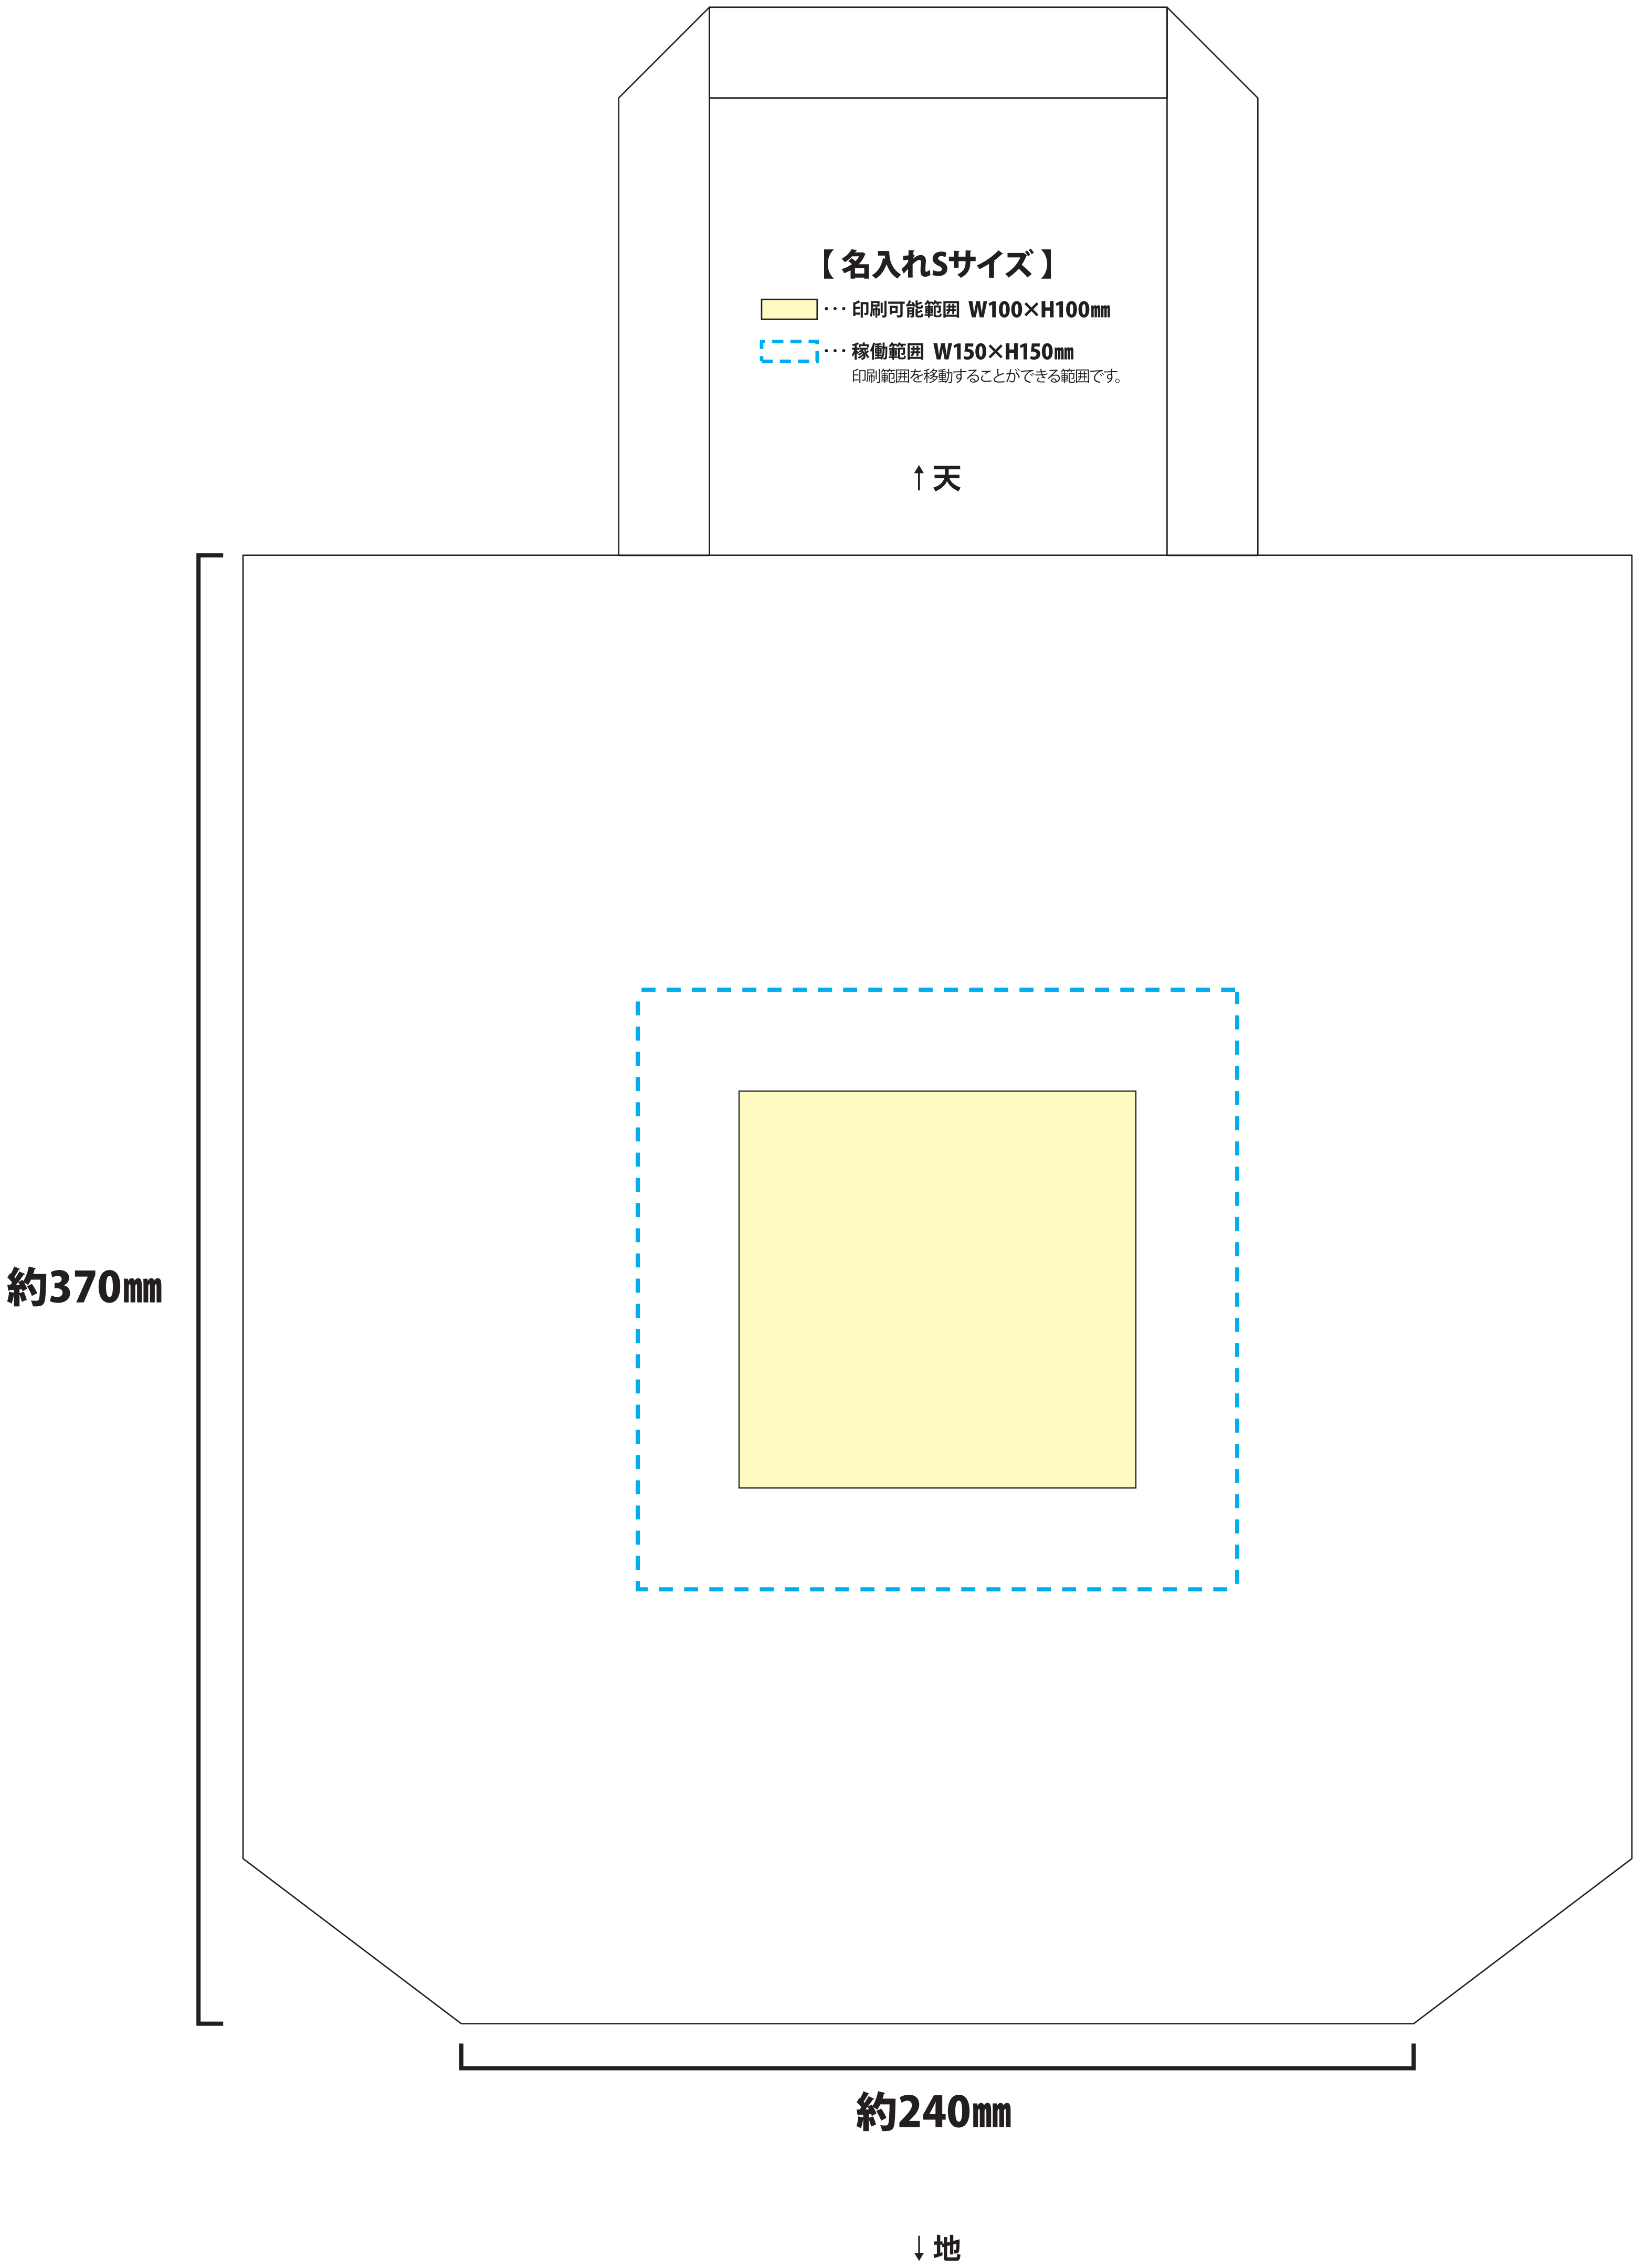 【 名入れSサイズ 】
･･･ 印刷可能範囲 W100×H100㎜
･･･ 稼働範囲 W150×H150㎜
印刷範囲を移動することができる範囲です。
↑天
約370㎜
約240㎜
↓地